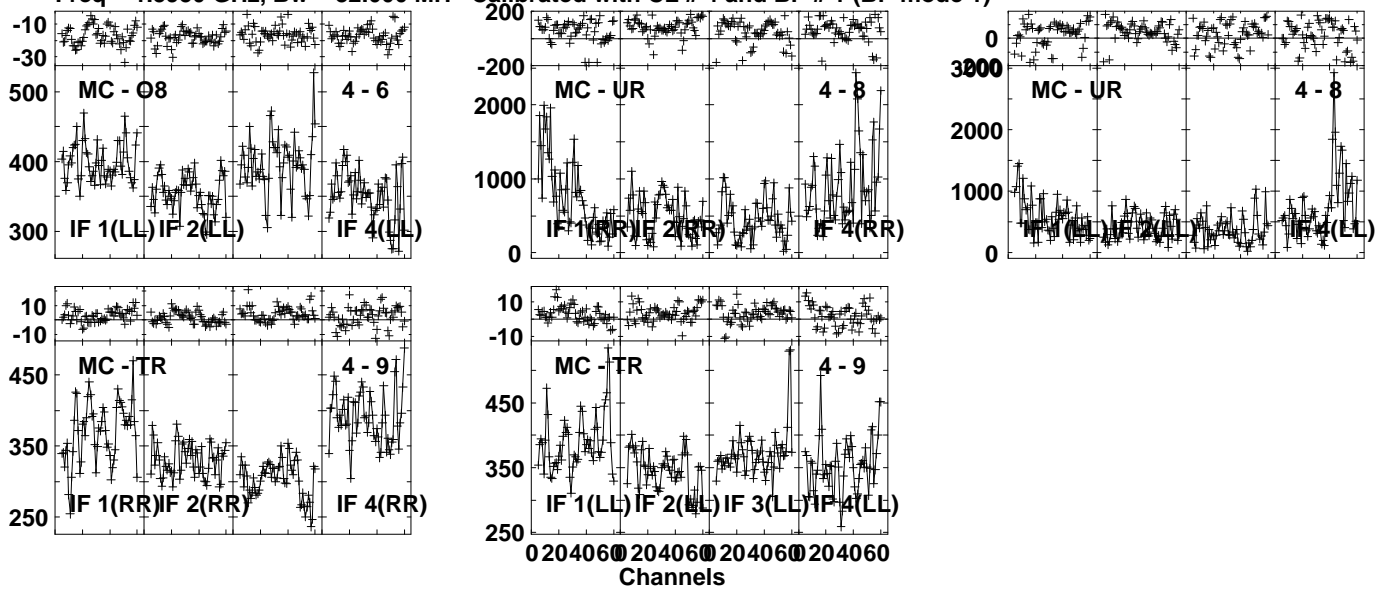 200
-10
-30
0
-200
0
200
3000
MC - O8
4 - 6
500
400
300
IF 1(LL)
IF 2(LL)
IF 4(LL)
MC - UR
4 - 8
2000
1000
0
IF 1(RR)
IF 2(RR)
IF 4(RR)
MC - UR
4 - 8
2000
1000
0
IF 1(LL)
IF 2(LL)
IF 4(LL)
10
-10
MC - TR
4 - 9
450
350
250
IF 1(RR)
IF 2(RR)
IF 4(RR)
10
-10
MC - TR
4 - 9
450
350
250
IF 1(LL)
IF 2(LL)
IF 3(LL)
IF 4(LL)
0 20 40 60 0 20 40 60 0 20 40 60 0 20 40 60
Channels